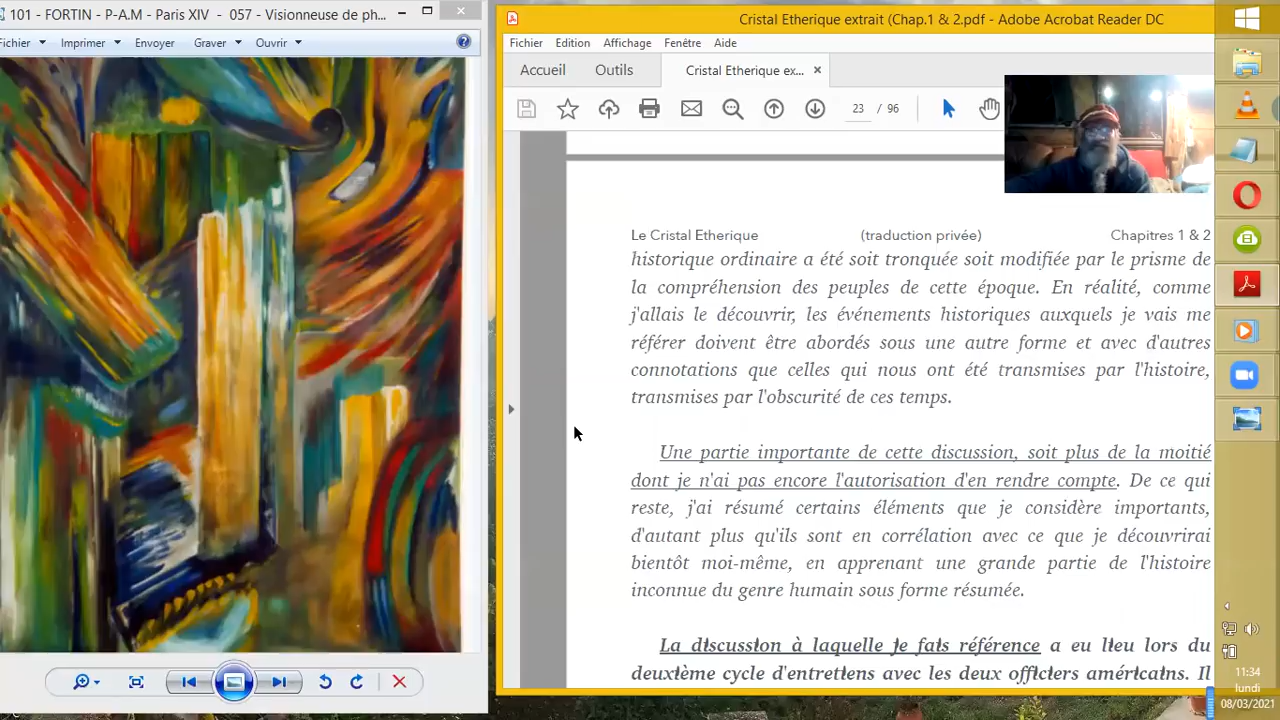 101 - FORTIN - P-A-M - Paris XIV - 057 - Visionneuse de ph...
Fichier
Imprimer
Envoyer
Graver
Ouvrir
Cristal Etherique extrait (Chap.1 & 2.pdf - Adobe Acrobat Reader DC
Fichier Edition Affichage Fenêtre Aide
Accueil Outils Cristal Etherique ex...
23 / 96
Le Cristal Etherique (traduction privée) Chapitres 1 & 2
historique ordinaire a été soit tronquée soit modifiée par le prisme de
la compréhension des peuples de cette époque. En réalité, comme
j'allais le découvrir, les événements historiques auxquels je vais me
référer doivent être abordés sous une autre forme et avec d'autres
connotations que celles qui nous ont été transmises par l'histoire,
transmises par l'obscurité de ces temps.
Une partie importante de cette discussion, soit plus de la moitié
dont je n'ai pas encore l'autorisation d'en rendre compte. De ce qui
reste, j'ai résumé certains éléments que je considère importants,
d'autant plus qu'ils sont en corrélation avec ce que je découvrirai
bientôt moi-même, en apprenant une grande partie de l'histoire
inconnue du genre humain sous forme résumée.
La discussion à laquelle je fais référence a eu lieu lors du
deuxième cycle d'entretiens avec les deux officiers américains. Il
11:34
lundi
08/03/2021